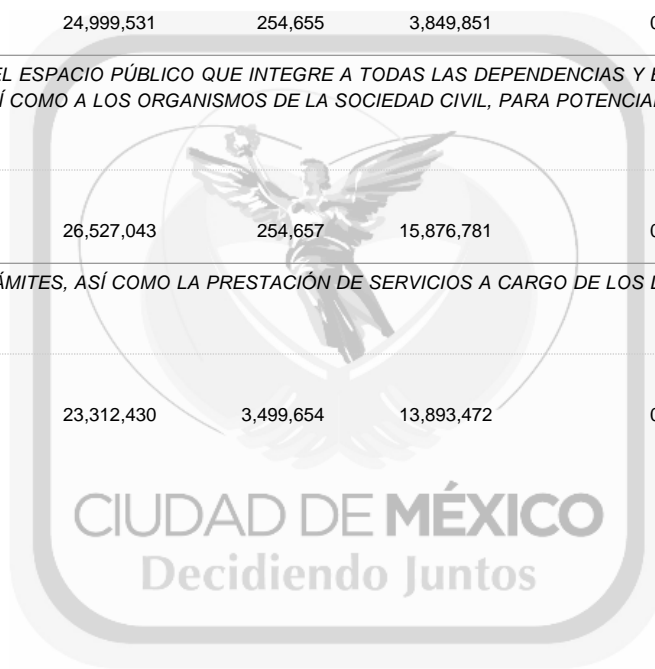 24,999,531 254,655 3,849,851
EL ESPACIO PÚBLICO QUE INTEGRE A TODAS LAS DEPENDENCIAS Y
COMO A LOS ORGANISMOS DE LA SOCIEDAD CIVIL, PARA
26,527,043 254,657 15,876,781
ASÍ COMO LA PRESTACIÓN DE SERVICIOS A CARGO DE LOS
23,312,430 3,499,654 13,893,472
CIUDAD DE MÉXICO
Decidiendo Juntos